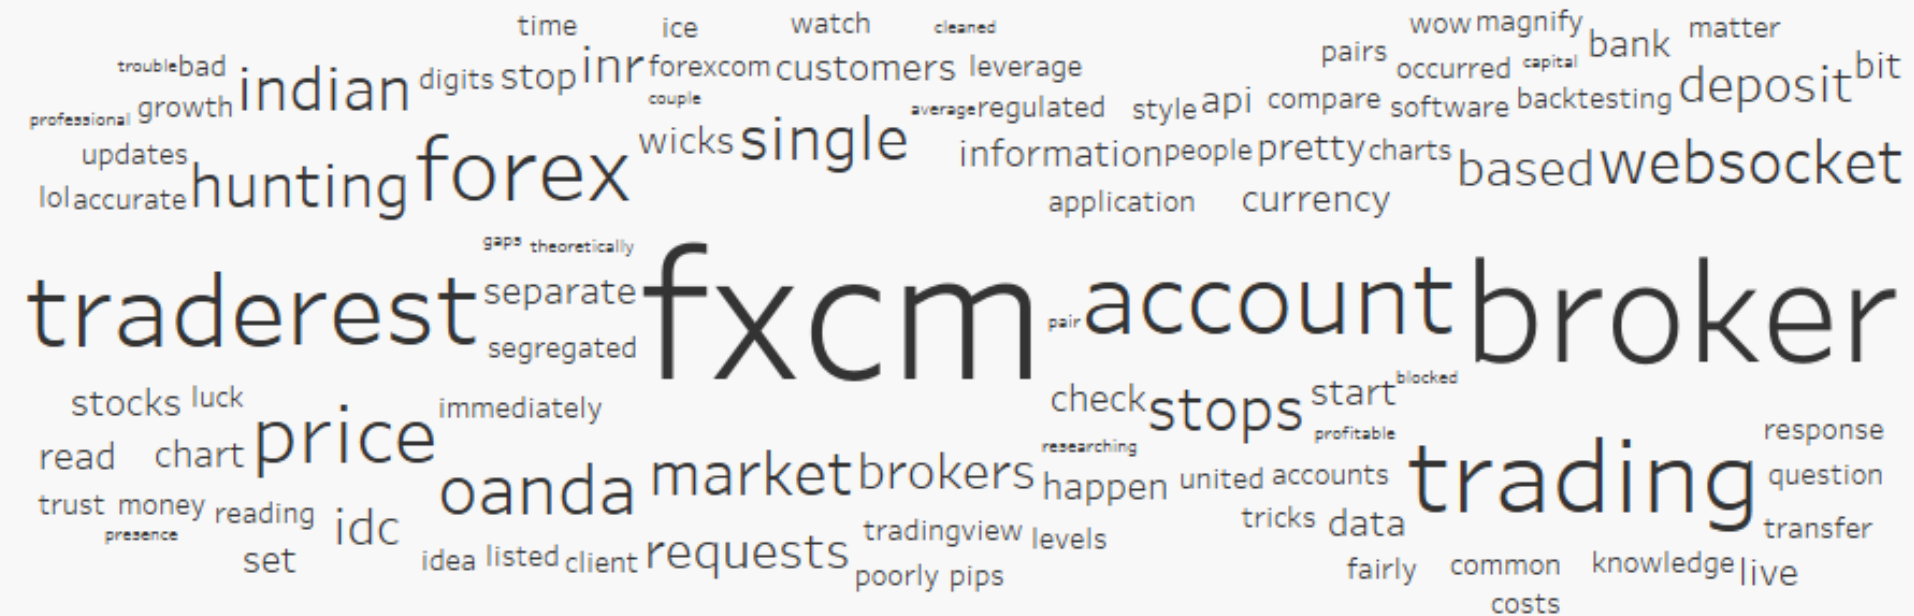 time ice watch cleaned wow magnify matter
trouble bad indian digits stop inr forexcom customers leverage pairs occurred capital bank deposit bit
professional growth couple average regulated style api compare software backtesting
updates hunting forex wicks single information people pretty charts based websocket
lol accurate application currency
gaps theoretically
traderest separate fxcm pair account broker
segregated
stocks luck price immediately check stops start blocked
read chart researching profitable response
oanda market brokers happen united accounts trading question
trust money reading idc tricks data transfer
presence tradingview levels
set idea listed client requests poorly pips fairly common knowledge live
costs